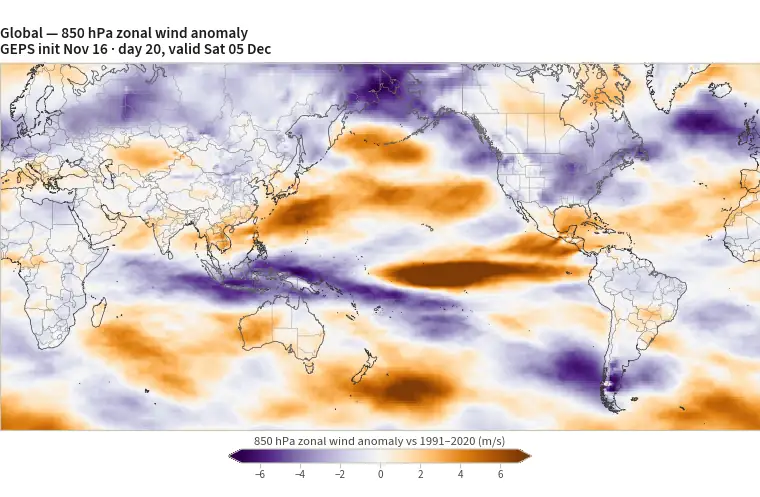 Global — 850 hPa zonal wind anomaly
GEPS init Nov 16 · day 20, valid Sat 05 Dec
850 hPa zonal wind anomaly vs 1991–2020 (m/s)
−6 −4 −2 0 2 4 6